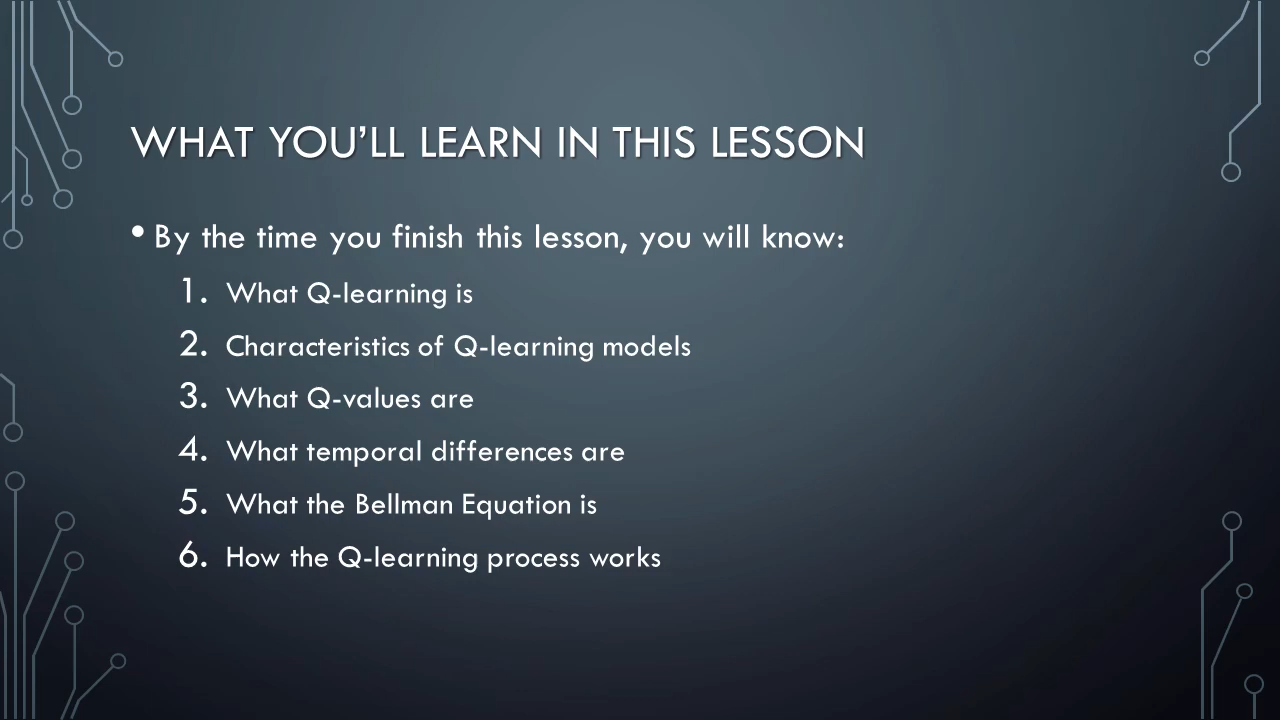 WHAT YOU’LL LEARN IN THIS LESSON
• By the time you finish this lesson, you will know:
1. What Q-learning is
2. Characteristics of Q-learning models
3. What Q-values are
4. What temporal differences are
5. What the Bellman Equation is
6. How the Q-learning process works